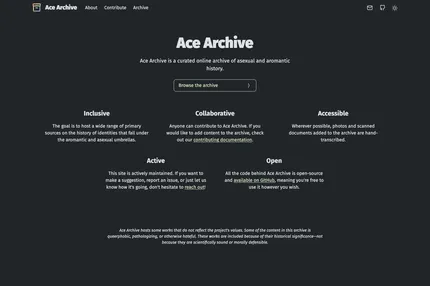 Ace Archive
About
Contribute
Archive
Ace Archive
Ace Archive is a curated online archive of asexual and aromantic
history.
Browse the archive
Inclusive
The goal is to host a wide range of primary
sources on the history of identities that fall under
the aromantic and asexual umbrellas.
Collaborative
Anyone can contribute to Ace Archive. If you
would like to add content to the archive, check
out our contributing documentation.
Accessible
Wherever possible, photos and scanned
documents added to the archive are hand-
transcribed.
Active
This site is actively maintained. If you want to
make a suggestion, report an issue, or just let us
know how it's going, don't hesitate to reach out!
Open
All the code behind Ace Archive is open-source
and available on GitHub, meaning you're free to
use it however you wish.
Ace Archive hosts some works that do not reflect the project's values. Some of the content in this archive is
queerphobic, pathologizing, or otherwise hateful. These works are included because of their historical significance—not
because they are scientifically sound or morally defensible.